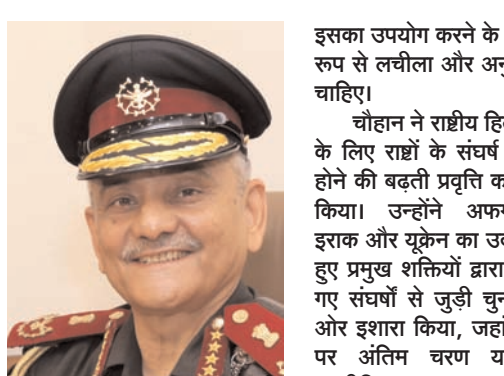 इसका उपयोग करने के
रूप से लचीला और
चाहिए।
चौहान ने राष्ट्रीय
के लिए राष्ट्रों के संघर्ष
होने की बढ़ती प्रवृत्ति
किया। उन्होंने
इराक और यूक्रेन का
हुए प्रमुख शक्तियों द्वारा
गए संघर्षों से जुड़ी
ओर इशारा किया,
पर अंतिम चरण